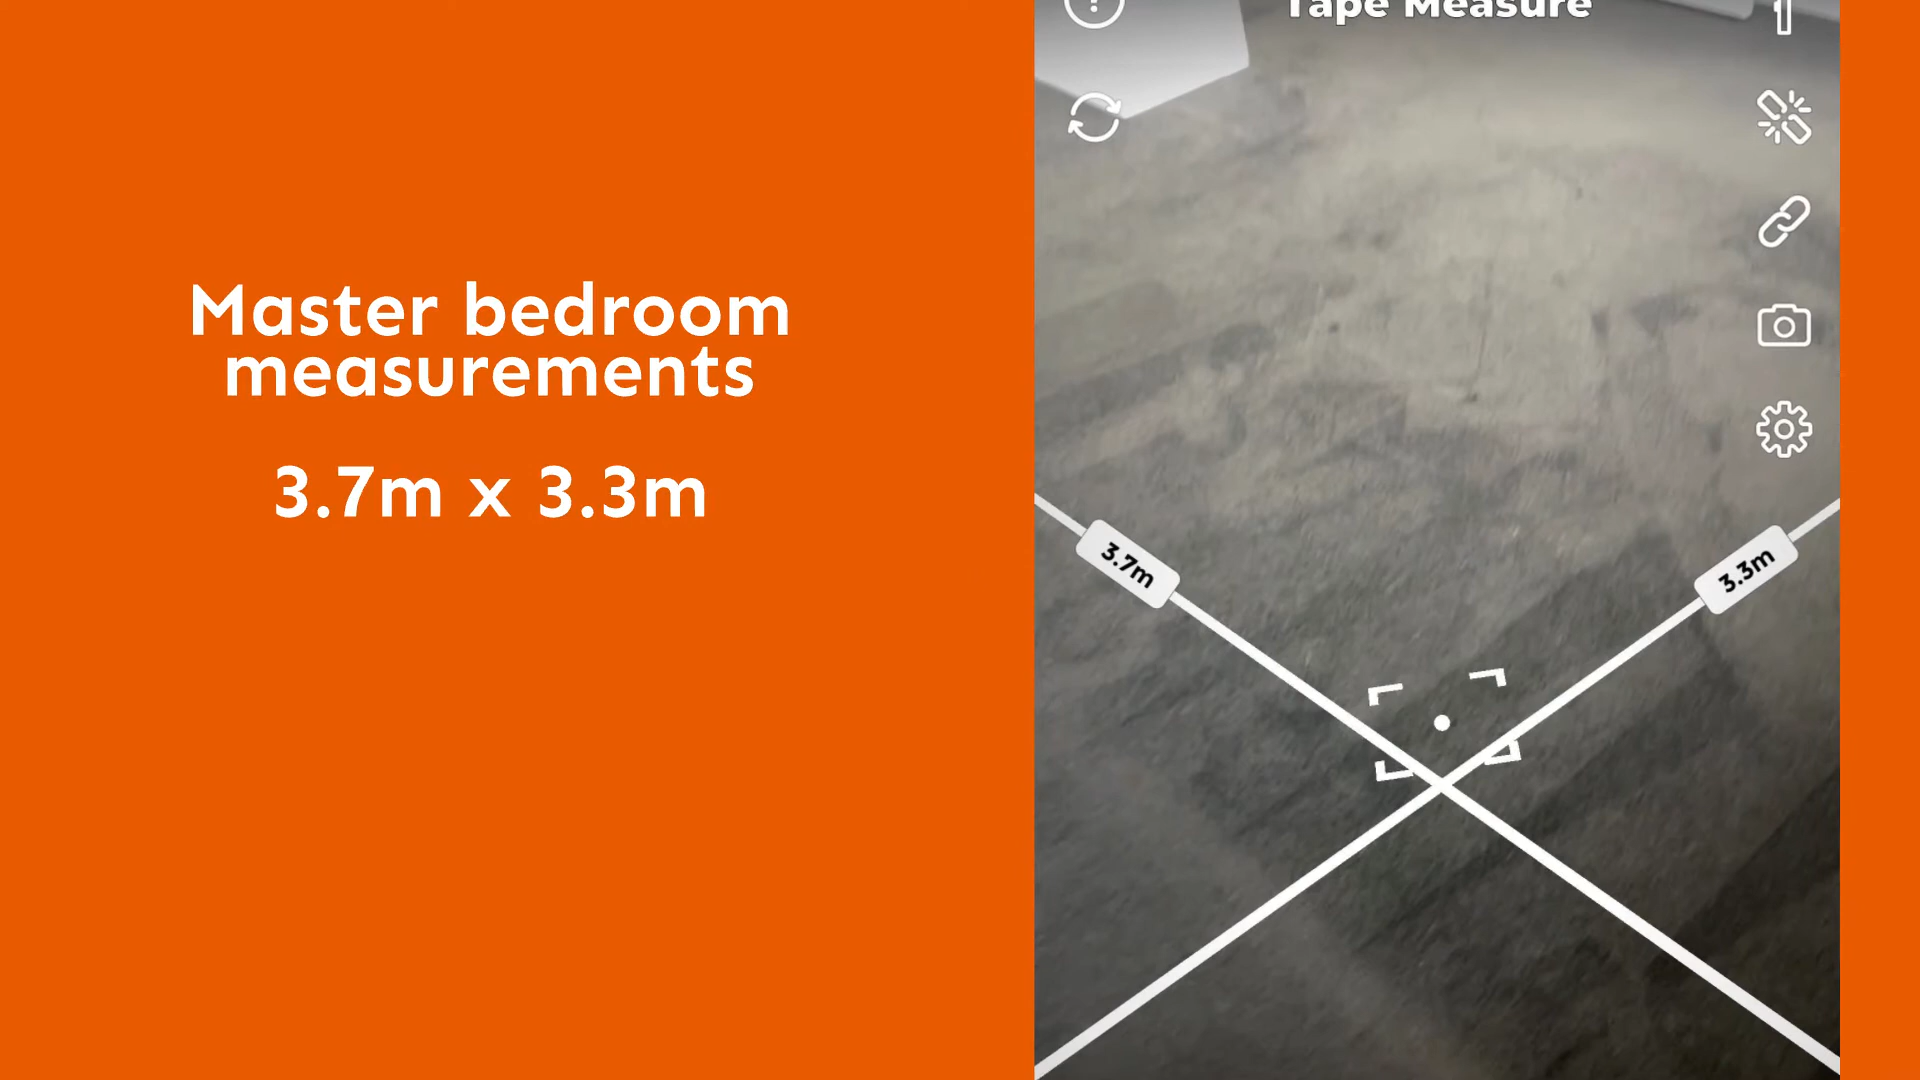 Master bedroom
measurements
3.7m x 3.3m
Tape Measure
3.7m
3.3m